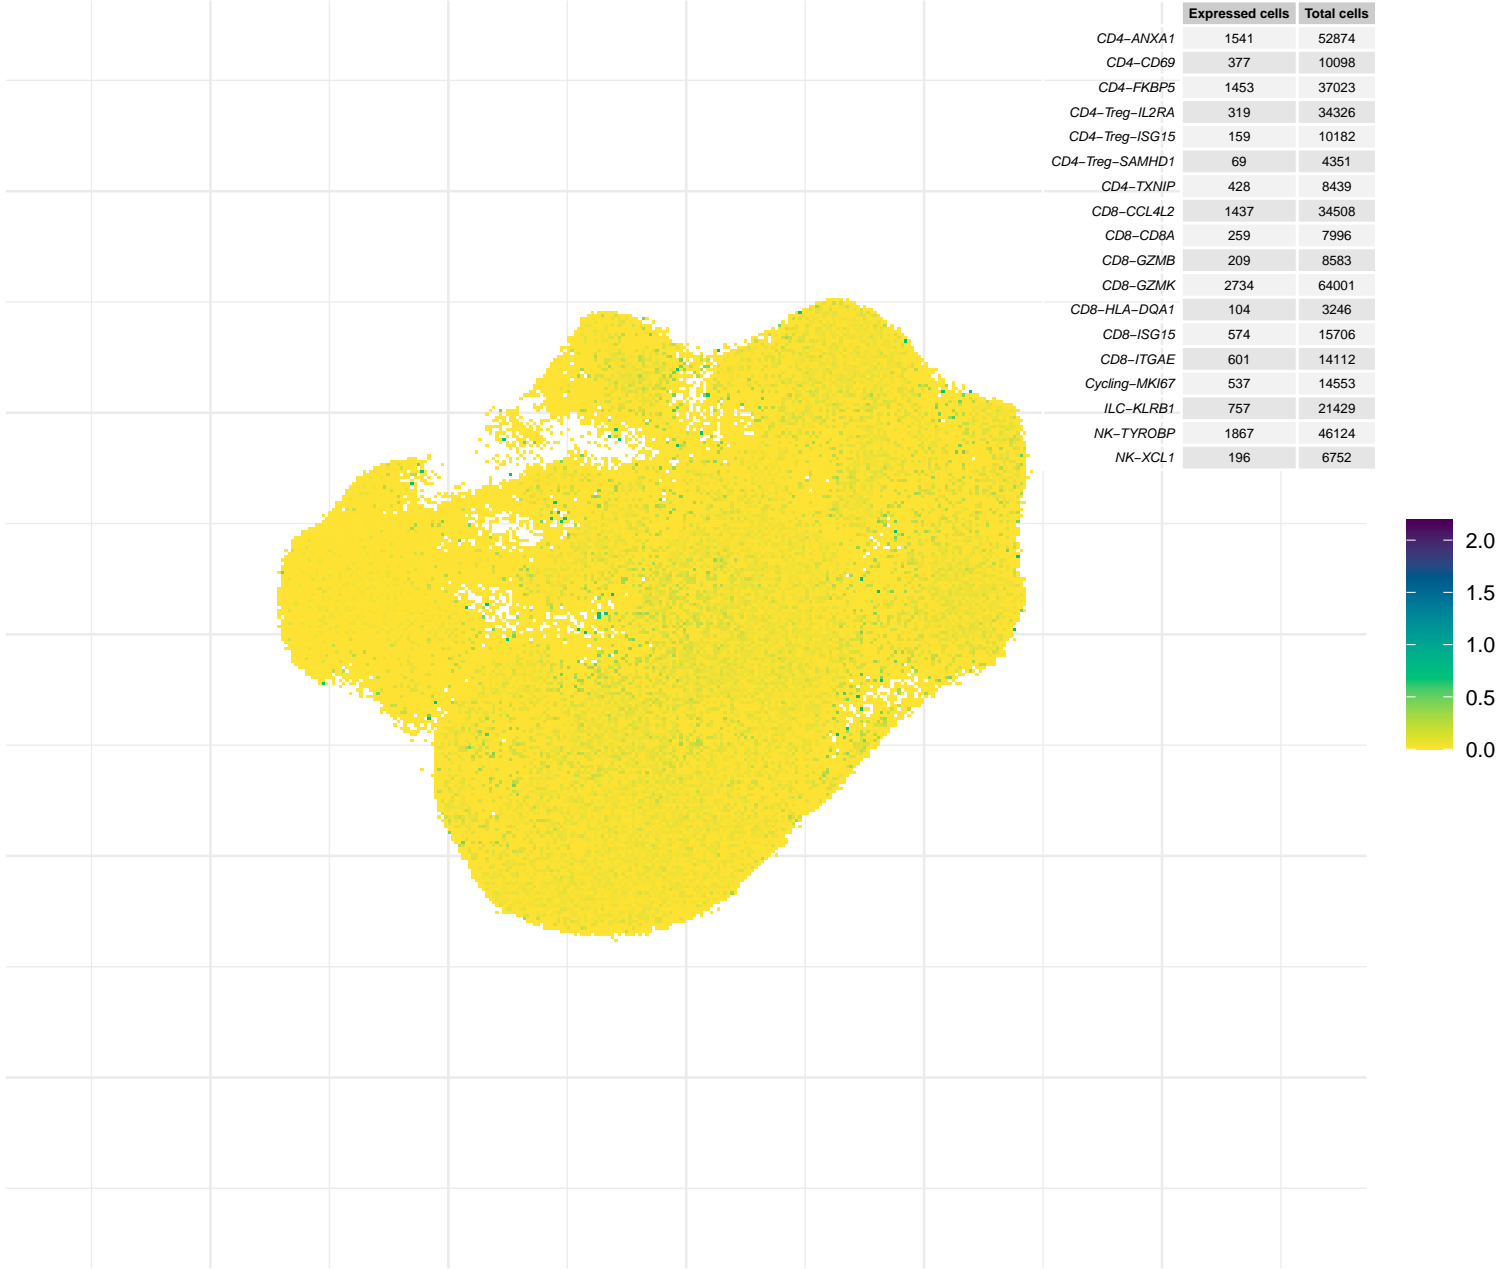 Expressed cells Total cells
CD4−ANXA1 1541 52874
CD4−CD69 377 10098
CD4−FKBP5 1453 37023
CD4−Treg−IL2RA 319 34326
CD4−Treg−ISG15 159 10182
CD4−Treg−SAMHD1 69 4351
CD4−TXNIP 428 8439
CD8−CCL4L2 1437 34508
CD8−CD8A 259 7996
CD8−GZMB 209 8583
CD8−GZMK 2734 64001
CD8−HLA−DQA1 104 3246
CD8−ISG15 574 15706
CD8−ITGAE 601 14112
Cycling−MKI67 537 14553
ILC−KLRB1 757 21429
NK−TYROBP 1867 46124
NK−XCL1 196 6752
2.0
1.5
1.0
0.5
0.0